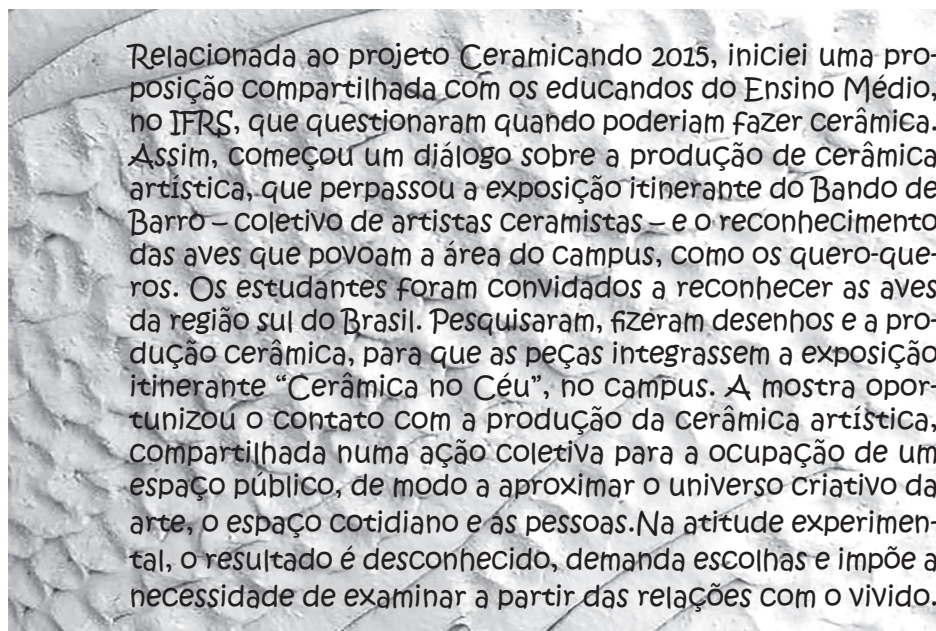 Relacionada ao projeto Ceramicando 2015, iniciei uma pro-
posição compartilhada com os educandos do Ensino Médio,
no IFRS, que questionaram quando poderiam fazer cerâmica.
Assim, começou um diálogo sobre a produção de cerâmica
artística, que perpassou a exposição itinerante do Bando de
Barro – coletivo de artistas ceramistas – e o reconhecimento
das aves que povoam a área do campus, como os quero-que-
ros. Os estudantes foram convidados a reconhecer as aves
da região sul do Brasil. Pesquisaram, fizeram desenhos e a pro-
dução cerâmica, para que as peças integrassem a exposição
itinerante “Cerâmica no Céu”, no campus. A mostra opor-
tunizou o contato com a produção da cerâmica artística,
compartilhada numa ação coletiva para a ocupação de um
espaço público, de modo a aproximar o universo criativo da
arte, o espaço cotidiano e as pessoas.Na atitude experimen-
tal, o resultado é desconhecido, demanda escolhas e impõe a
necessidade de examinar a partir das relações com o vivido.